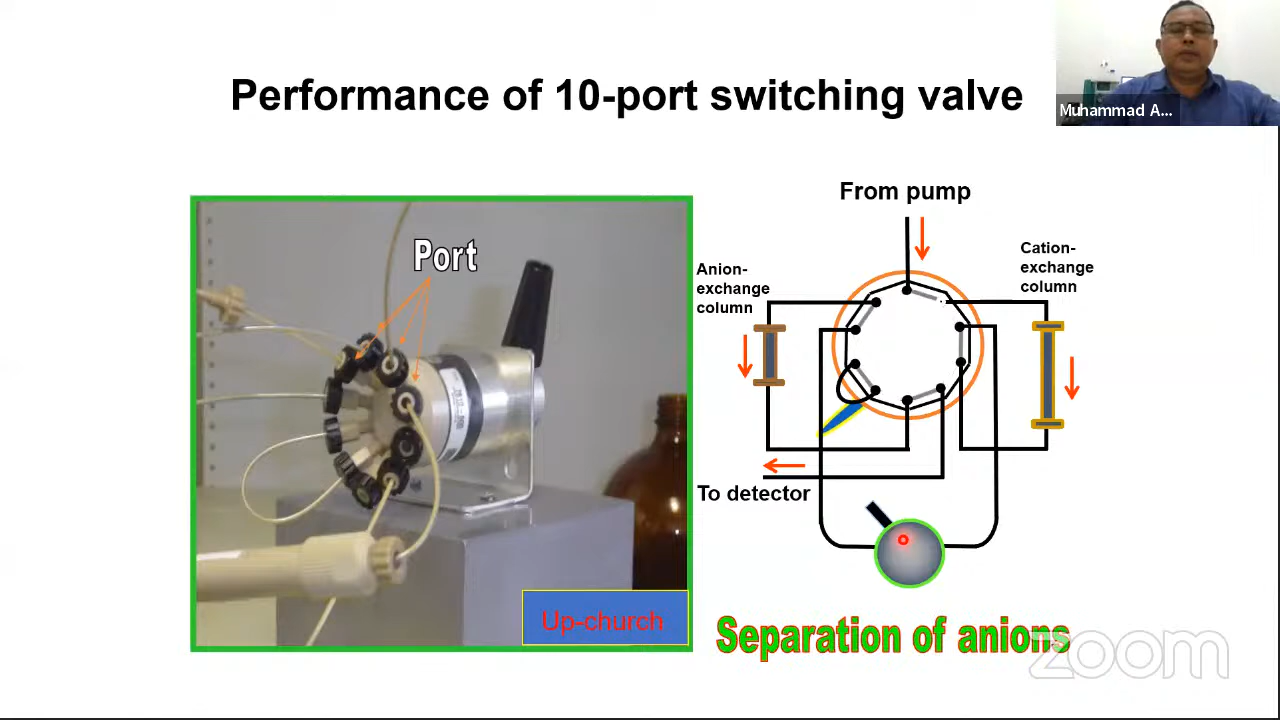 Performance of 10-port switching valve
Muhammad A...
Port
Up-church
From pump
Anion-
exchange
column
Cation-
exchange
column
To detector
Separation of anions
zoom